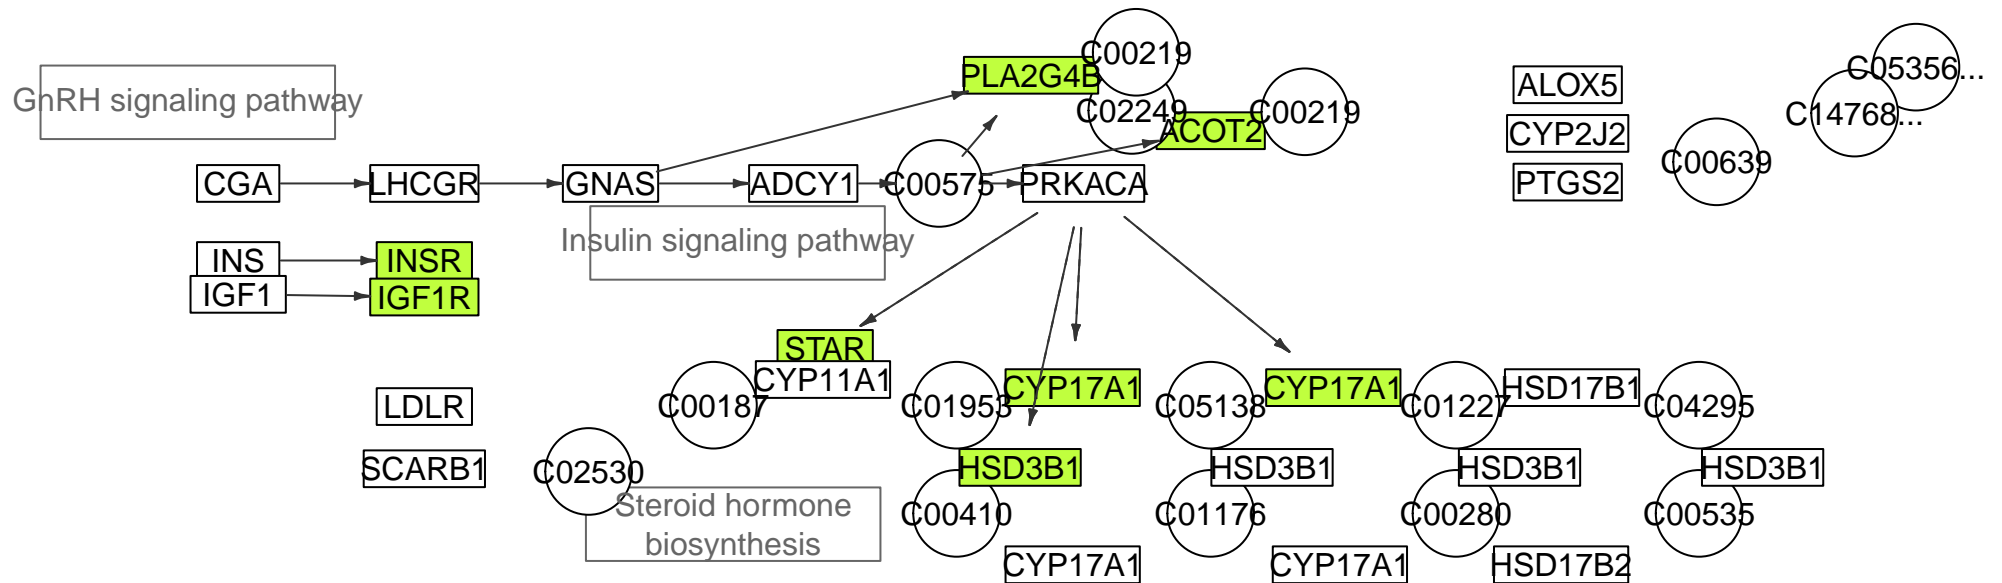 C00219
C05356...
PLA2G4B
ALOX5
GnRH signaling pathway
C02249
C00219
C14768...
ACOT2
CYP2J2
C00639
CGA
LHCGR
GNAS
ADCY1
C00575
PRKACA
PTGS2
Insulin signaling pathway
INS
INSR
IGF1
IGF1R
STAR
CYP11A1
CYP17A1
CYP17A1
HSD17B1
LDLR
C00187
C01953
C05138
C01227
C04295
SCARB1
C02530
HSD3B1
HSD3B1
HSD3B1
HSD3B1
Steroid hormone
biosynthesis
C00410
C01176
C00280
C00535
CYP17A1
CYP17A1
HSD17B2